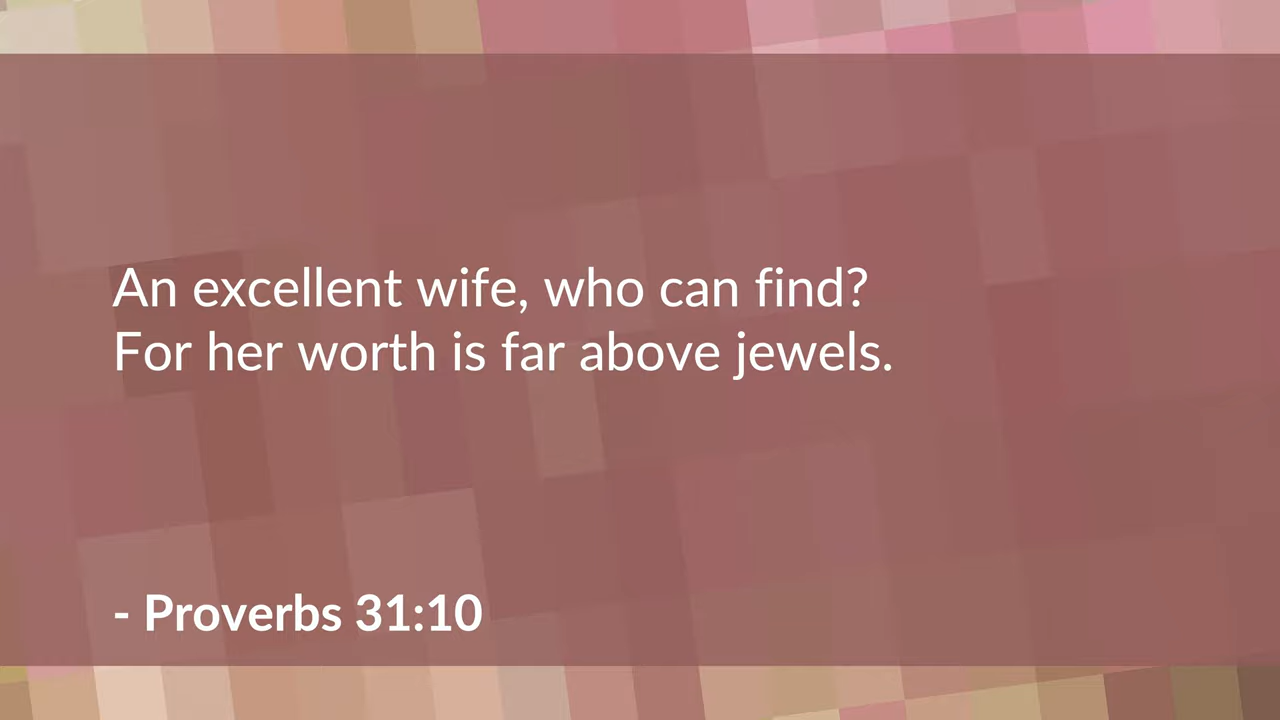 An excellent wife, who can find?
For her worth is far above jewels.
- Proverbs 31:10